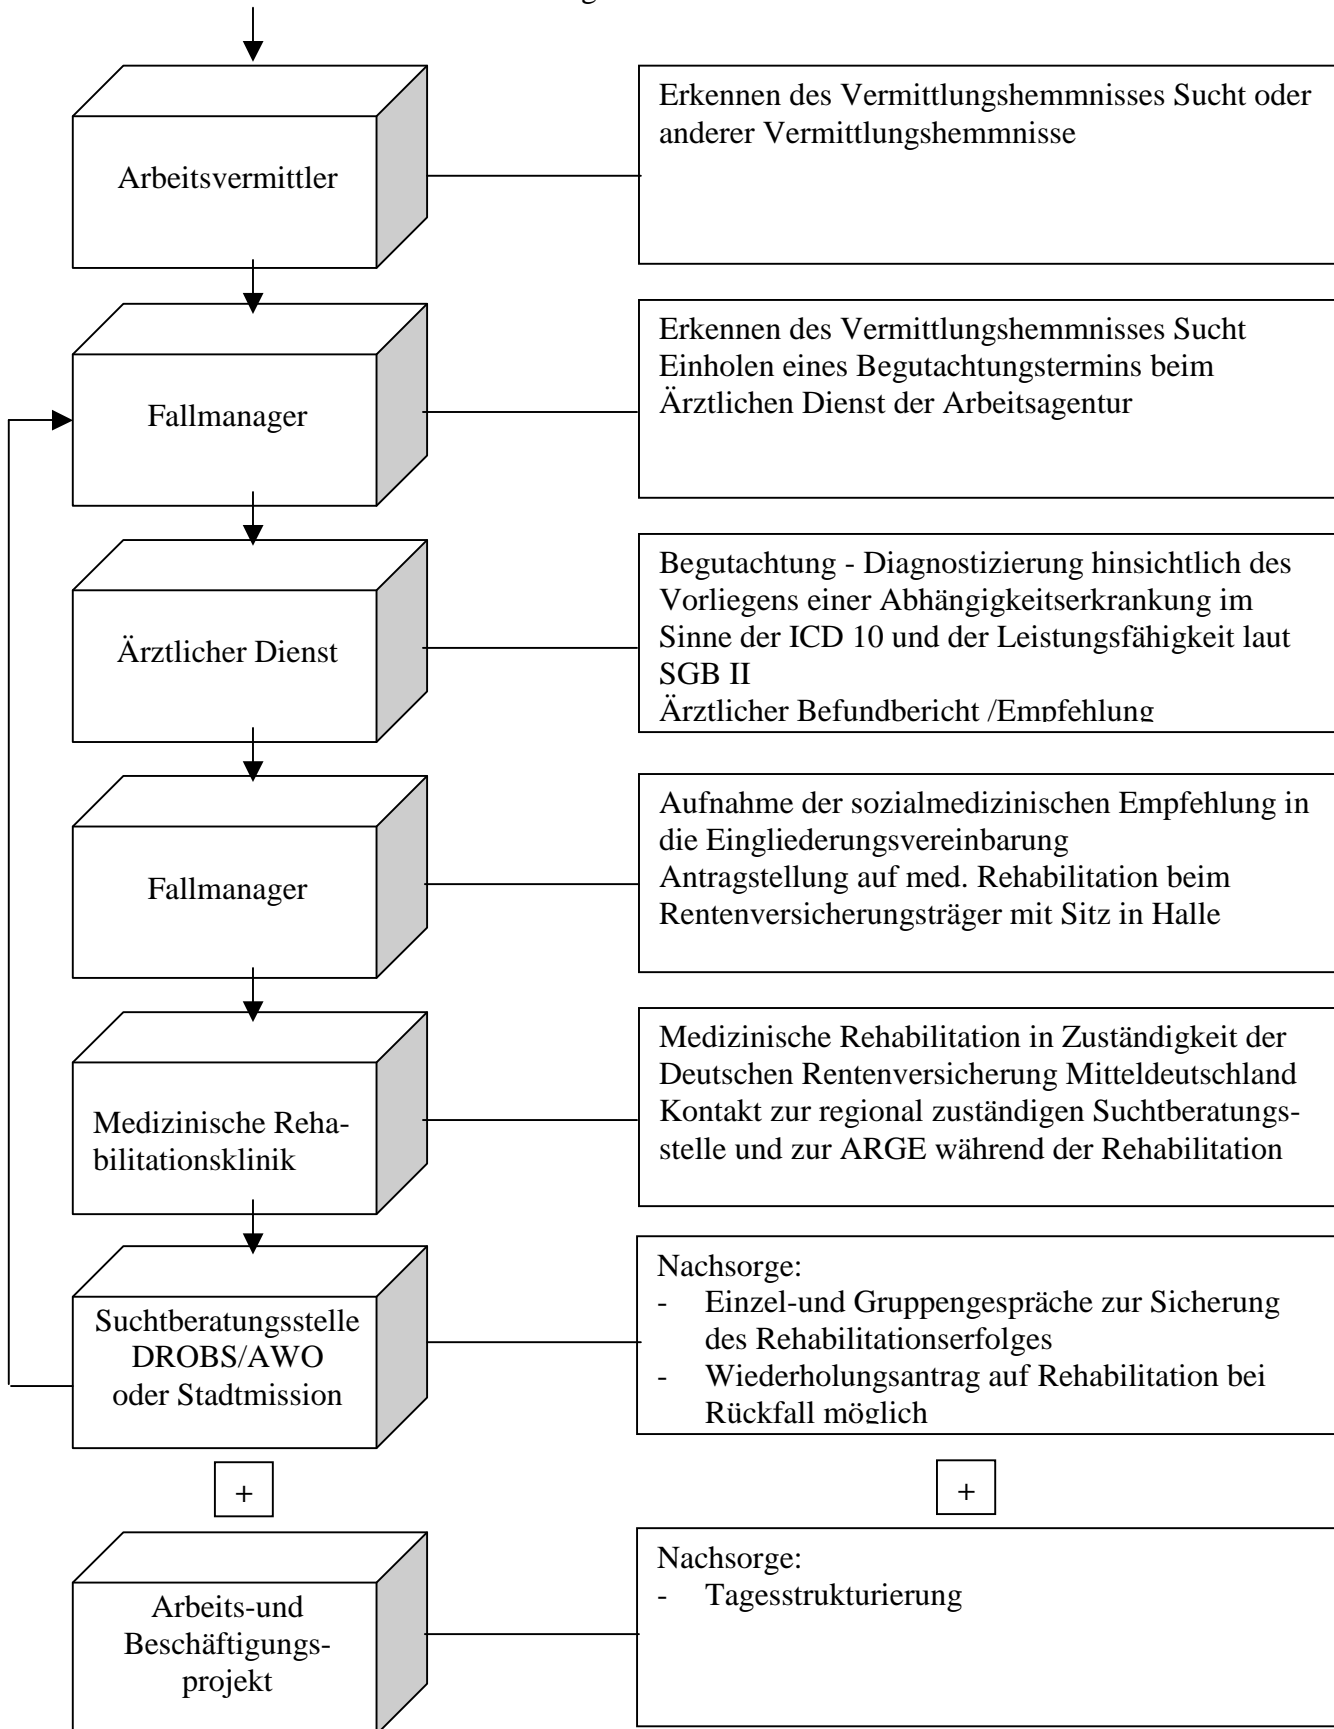 Arbeitsvermittler
Erkennen des Vermittlungshemmnisses Sucht oder
anderer Vermittlungshemmnisse
Fallmanager
Erkennen des Vermittlungshemmnisses Sucht
Einholen eines Begutachtungstermins beim
Ärztlichen Dienst der Arbeitsagentur
Ärztlicher Dienst
Begutachtung - Diagnostizierung hinsichtlich des
Vorliegens einer Abhängigkeitserkrankung im
Sinne der ICD 10 und der Leistungsfähigkeit laut
SGB II
Ärztlicher Befundbericht /Empfehlung
Fallmanager
Aufnahme der sozialmedizinischen Empfehlung in
die Eingliederungsvereinbarung
Antragstellung auf med. Rehabilitation beim
Rentenversicherungsträger mit Sitz in Halle
Medizinische Reha-
bilitationsklinik
Medizinische Rehabilitation in Zuständigkeit der
Deutschen Rentenversicherung Mitteldeutschland
Kontakt zur regional zuständigen Suchtberatungs-
stelle und zur ARGE während der Rehabilitation
Suchtberatungsstelle
DROBS/AWO
oder Stadtmission
Nachsorge:
- Einzel-und Gruppengespräche zur Sicherung
des Rehabilitationserfolges
- Wiederholungsantrag auf Rehabilitation bei
Rückfall möglich
+
+
Arbeits-und
Beschäftigungs-
projekt
Nachsorge:
- Tagesstrukturierung